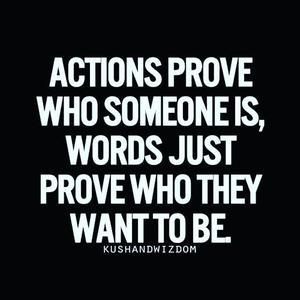 ACTIONS PROVE
WHO SOMEONE IS,
WORDS JUST
PROVE WHO THEY
WANT TO BE.
KUSHANDWIZDOM